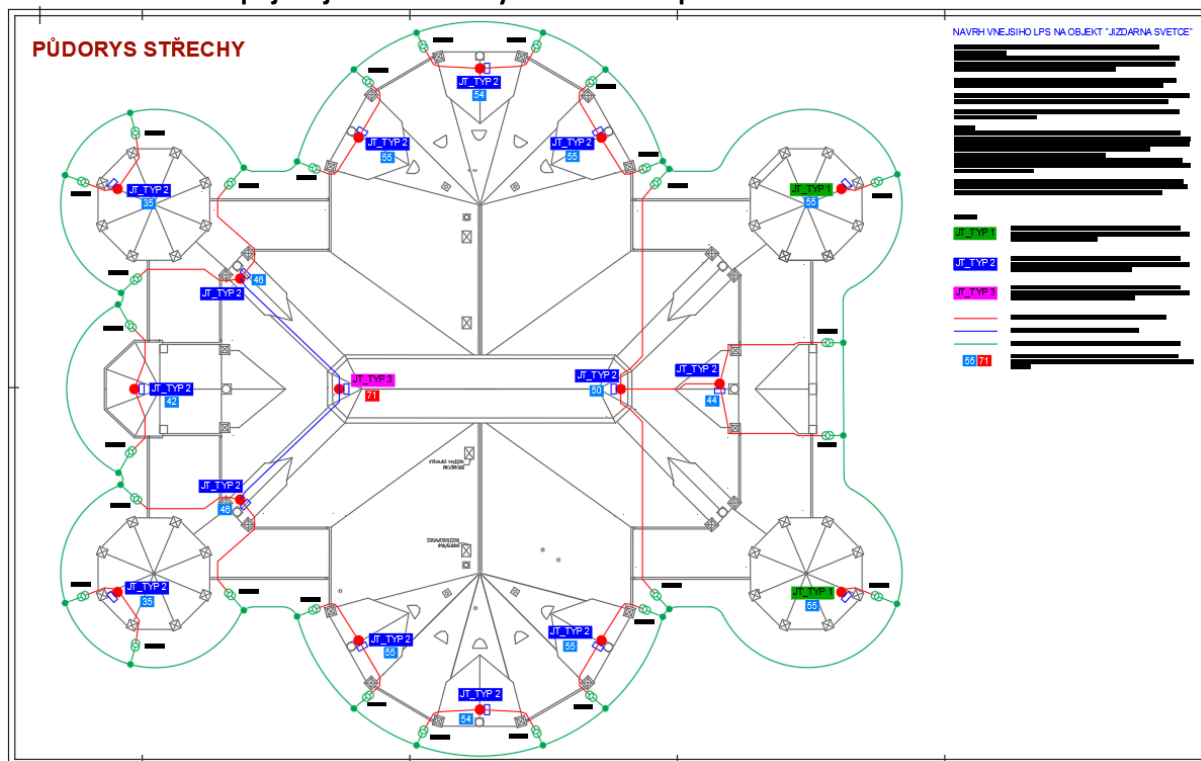 PŮDORYS STŘECHY
NAVRH VNEJSIHO LPS NA OBJEKT "JIZDARNA SVETCE"
JT_TYP 2
54
JT_TYP 2
55
JT_TYP 2
55
JT_TYP 2
35
JT_TYP 1
55
JT_TYP 1
JT_TYP 2
JT_TYP 3
55 71
46
JT_TYP 2
JT_TYP 3
71
JT_TYP 2
50
JT_TYP 2
44
JT_TYP 2
42
JT_TYP 2
46
JT_TYP 2
35
JT_TYP 1
55
JT_TYP 2
55
JT_TYP 2
55
JT_TYP 2
54